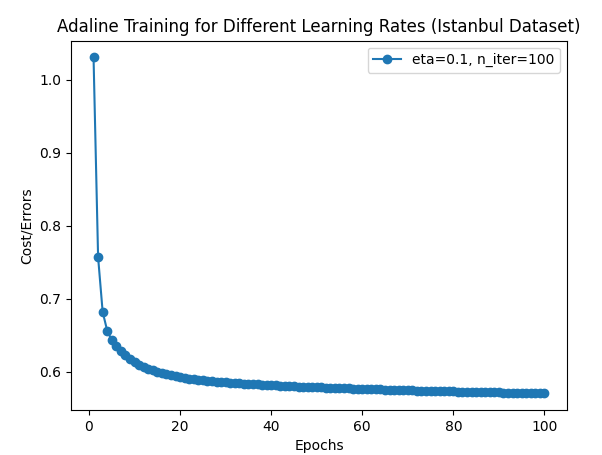 Adaline Training for Different Learning Rates (Istanbul Dataset)
eta=0.1, n_iter=100
Cost/Errors
1.0
0.9
0.8
0.7
0.6
0 20 40 60 80 100
Epochs